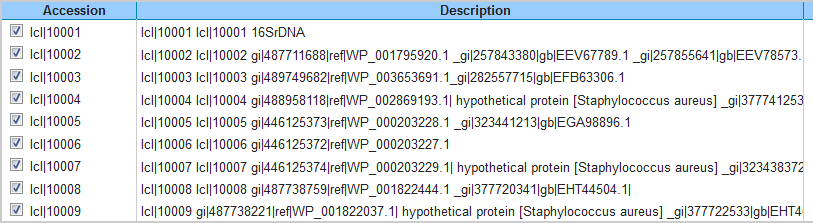 Accession Description
lcl|10001 lcl|10001 lcl|10001 16SrDNA
lcl|10002 lcl|10002 lcl|10002 gi|487711688|ref|WP_001795920.1 _gi|257843380|gb|EEV67789.1 _gi|257855641|gb|EEV78573.
lcl|10003 lcl|10003 lcl|10003 gi|489749682|ref|WP_003653691.1_gi|282557715|gb|EFB63306.1
lcl|10004 lcl|10004 lcl|10004 gi|488958118|ref|WP_002869193.1| hypothetical protein [Staphylococcus aureus] _gi|377741253
lcl|10005 lcl|10005 lcl|10005 gi|446125373|ref|WP_000203228.1 _gi|323441213|gb|EGA98896.1
lcl|10006 lcl|10006 lcl|10006 gi|446125372|ref|WP_000203227.1
lcl|10007 lcl|10007 lcl|10007 gi|446125374|ref|WP_000203229.1| hypothetical protein [Staphylococcus aureus] _gi|323438372
lcl|10008 lcl|10008 lcl|10008 gi|487738759|ref|WP_001822444.1 _gi|377720341|gb|EHT44504.1|
lcl|10009 lcl|10009 gi|487738221|ref|WP_001822037.1| hypothetical protein [Staphylococcus aureus] _gi|377722533|gb|EHT4